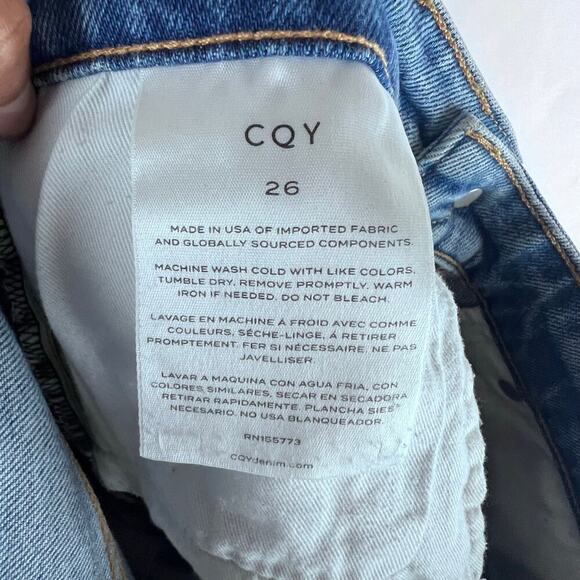 CQY
26
MADE IN USA OF IMPORTED FABRIC
AND GLOBALLY SOURCED COMPONENTS.
MACHINE WASH COLD WITH LIKE COLORS.
TUMBLE DRY. REMOVE PROMPTLY. WARM
IRON IF NEEDED. DO NOT BLEACH.
LAVAGE EN MACHINE Á FROID AVEC COMME
COULEURS, SÉCHE-LINGE, Á RETIRER
PROMPTEMENT. FER SI NÉCESSAIRE. NE PAS
JAVELLISER.
LAVAR A MAQUINA CON AGUA FRIA, CON
COLORES SIMILARES, SECAR EN SECADORA
RETIRAR RAPIDAMENTE. PLANCHA SIES
NECESARIO. NO USA BLANQUEADOR.
RN155773
CQYdenim.com